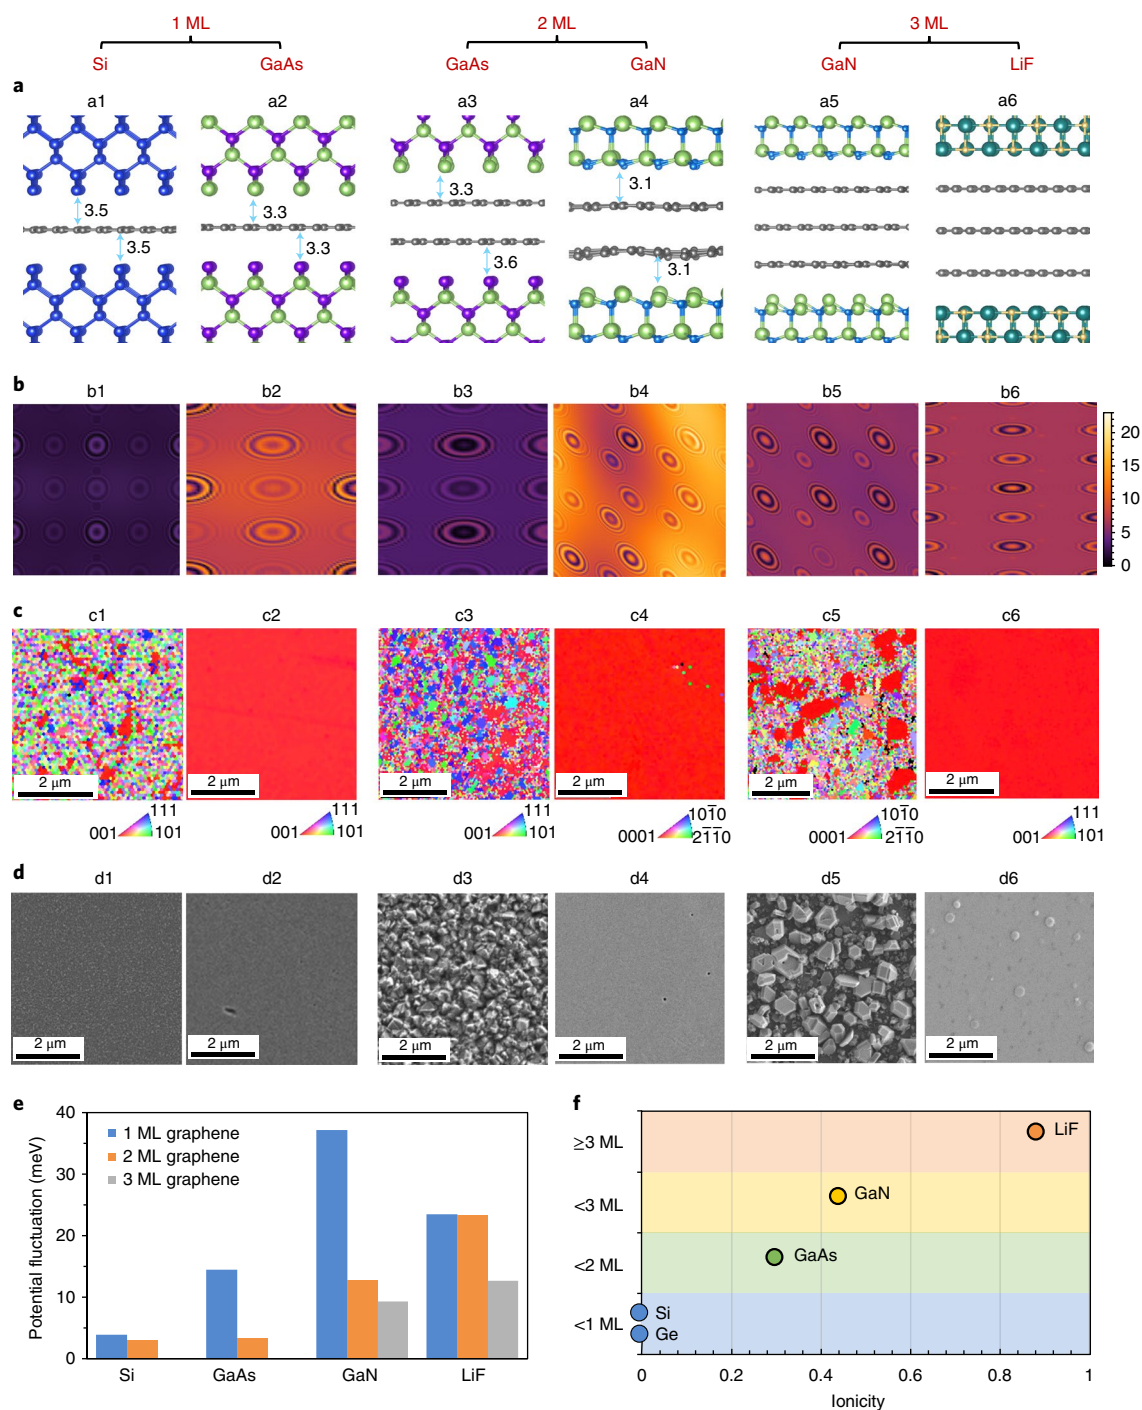 1 ML 2 ML 3 ML
Si GaAs GaAs GaN GaN LiF
a
a1 a2 a3 a4 a5 a6
3.5 3.3 3.3 3.1
3.5 3.3 3.6 3.1
b
b1 b2 b3 b4 b5 b6
20
15
10
5
0
c
c1 c2 c3 c4 c5 c6
2 μm 2 μm 2 μm 2 μm 2 μm 2 μm
111 111 101̅0 101̅0 111
001 101 001 101 0001 21̅1̅0 0001 21̅1̅0 001 101
d
d1 d2 d3 d4 d5 d6
2 μm 2 μm 2 μm 2 μm 2 μm 2 μm
e
Potential fluctuation (meV)
40
30
20
10
0
1 ML graphene
2 ML graphene
3 ML graphene
Si GaAs GaN LiF
f
≥3 ML
<3 ML
<2 ML
<1 ML
LiF
GaN
GaAs
Si
Ge
0 0.2 0.4 0.6 0.8 1
Ionicity